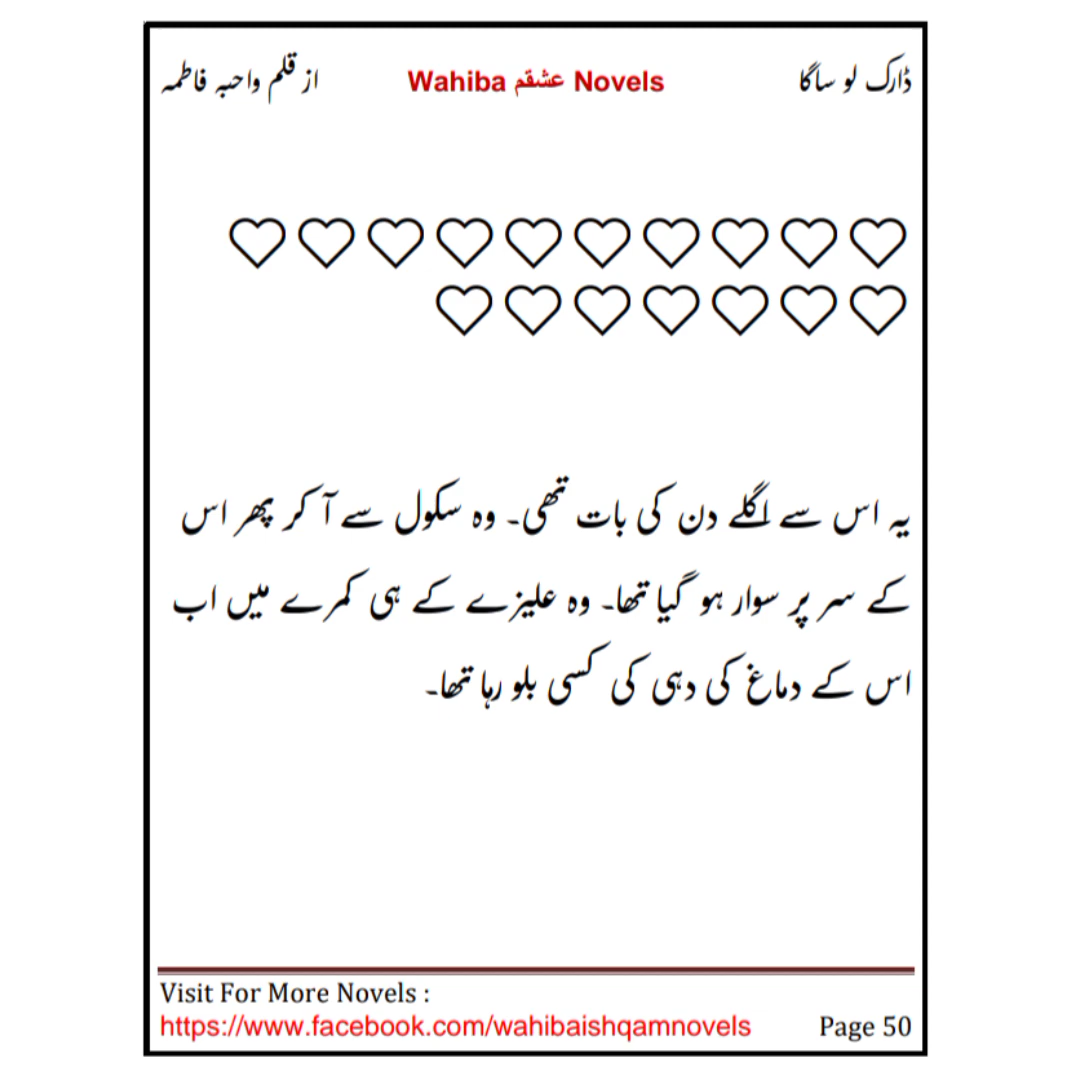 ڈارک لو ساگا Wahiba عشقم Novels از قلم واحبہ فاطمہ
♡♡♡♡♡♡♡♡♡♡
♡♡♡♡♡♡♡
یہ اس سے اگلے دن کی بات تھی۔ وہ سکول سے آ کر پھر اس
کے سر پر سوار ہو گیا تھا۔ وہ علیزے کے ہی کمرے میں اب
اس کے دماغ کی دہی کی کسی بلو رہا تھا۔
Visit For More Novels :
https://www.facebook.com/wahibaishqamnovels Page 50